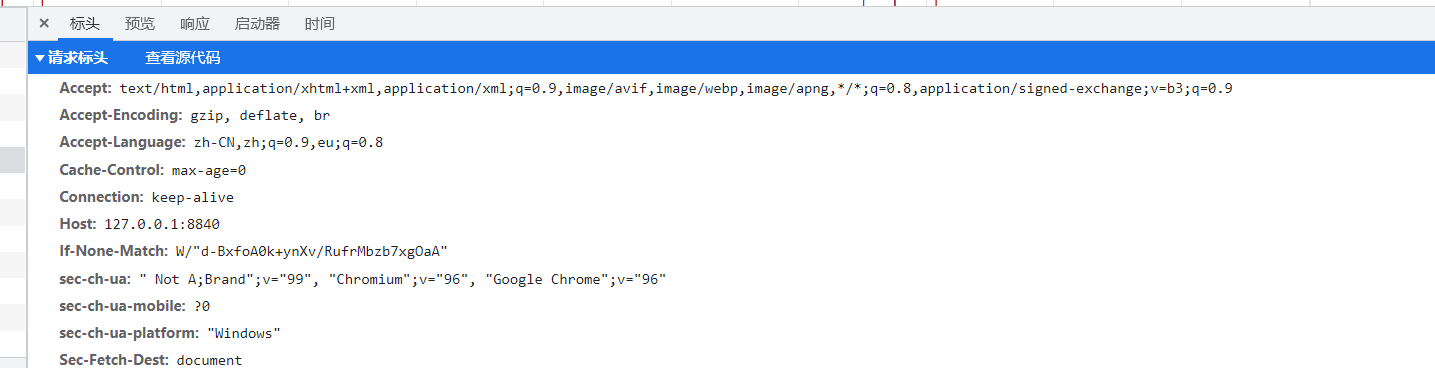 × 标头 预览 响应 启动器 时间
▼请求标头 查看源代码
Accept: text/html,application/xhtml+xml,application/xml;q=0.9,image/avif,image/webp,image/apng,*/*;q=0.8,application/signed-exchange;v=b3;q=0.9
Accept-Encoding: gzip, deflate, br
Accept-Language: zh-CN,zh;q=0.9,eu;q=0.8
Cache-Control: max-age=0
Connection: keep-alive
Host: 127.0.0.1:8840
If-None-Match: W/"d-BxfoA0k+ynXv/RufrMbzb7xgOaA"
sec-ch-ua: " Not A;Brand";v="99", "Chromium";v="96", "Google Chrome";v="96"
sec-ch-ua-mobile: ?0
sec-ch-ua-platform: "Windows"
Sec-Fetch-Dest: document